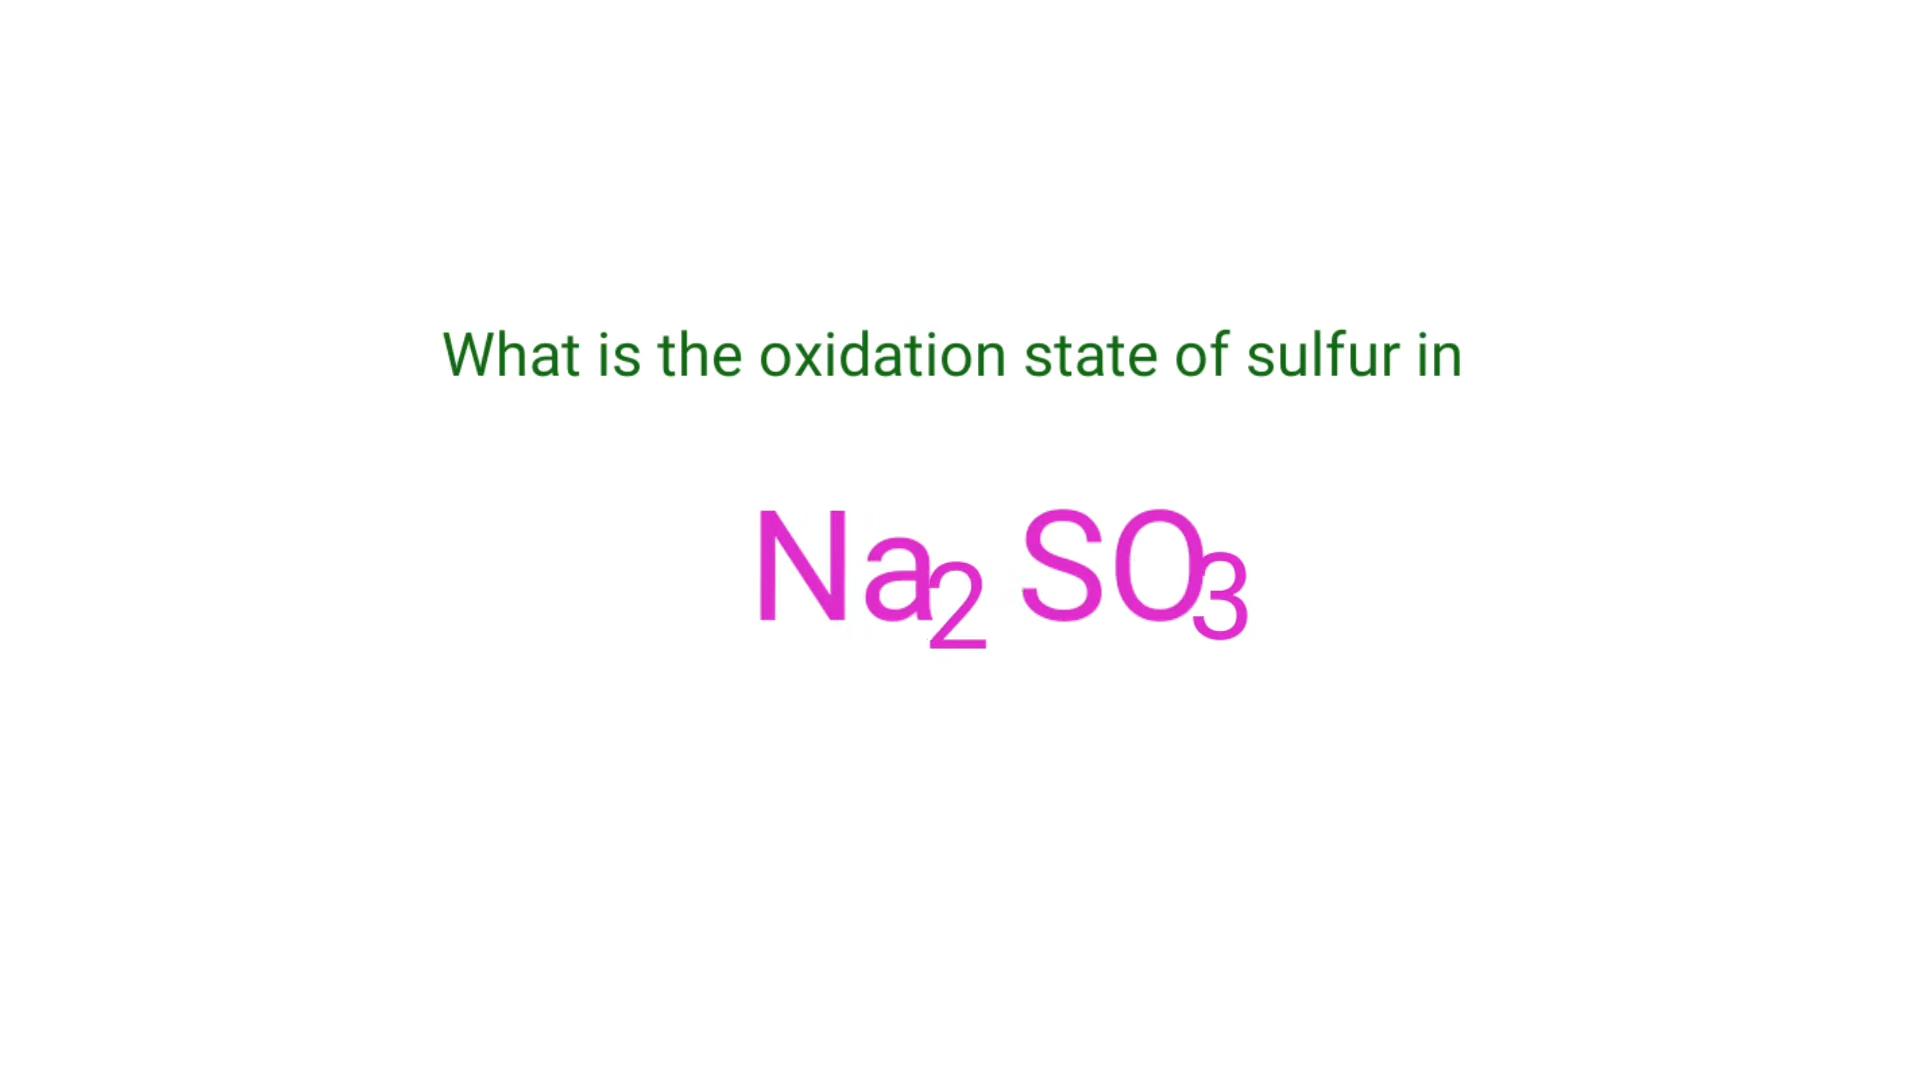 What is the oxidation state of sulfur in
Na₂ SO₃